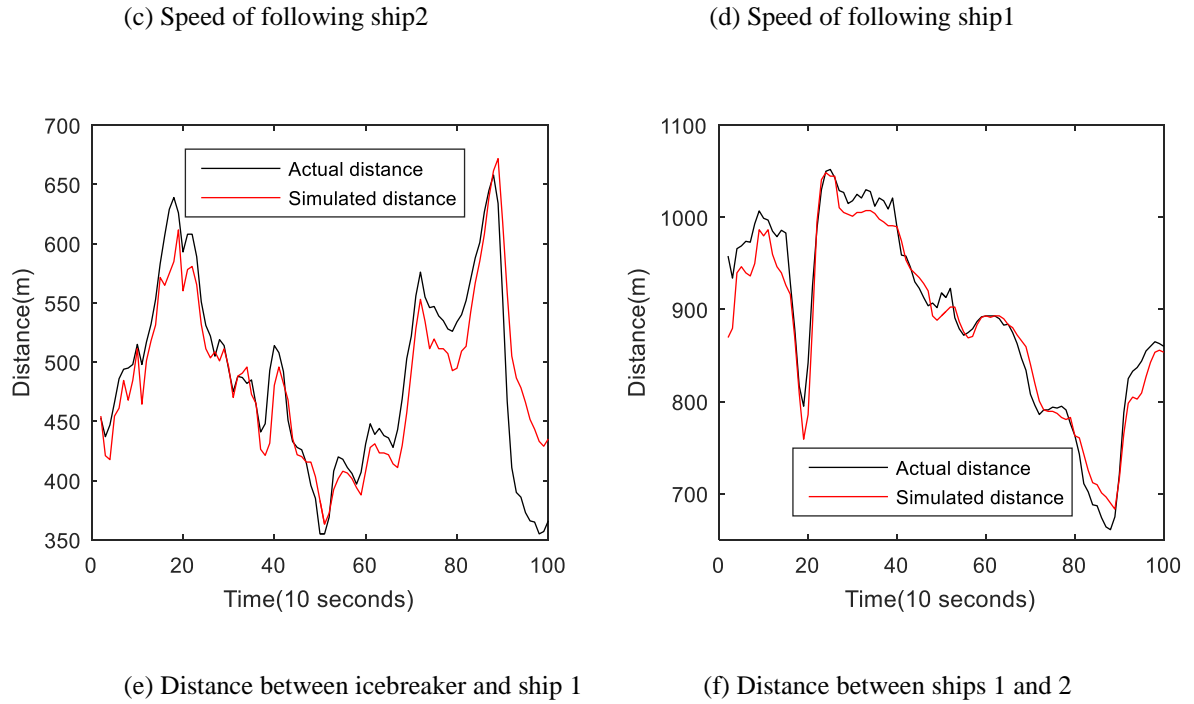 (c) Speed of following ship2
(d) Speed of following ship1
700
650
600
550
500
450
400
350
Distance(m)
Actual distance
Simulated distance
0 20 40 60 80 100
Time(10 seconds)
1100
1000
900
800
700
Distance(m)
Actual distance
Simulated distance
0 20 40 60 80 100
Time(10 seconds)
(e) Distance between icebreaker and ship 1
(f) Distance between ships 1 and 2